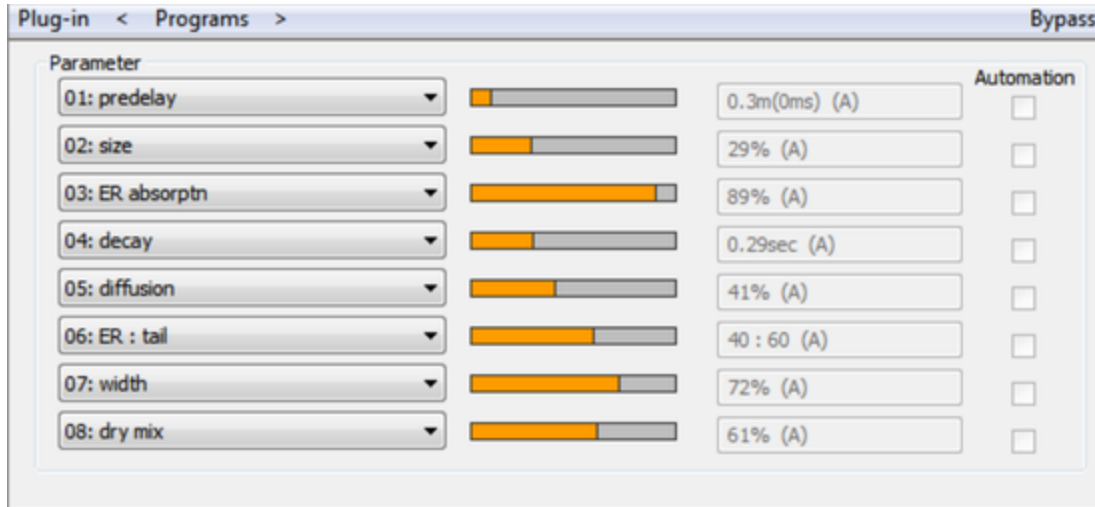 Plug-in < Programs > Bypass
Parameter
Automation
01: predelay 0.3m(0ms) (A)
02: size 29% (A)
03: ER absorptn 89% (A)
04: decay 0.29sec (A)
05: diffusion 41% (A)
06: ER : tail 40 : 60 (A)
07: width 72% (A)
08: dry mix 61% (A)